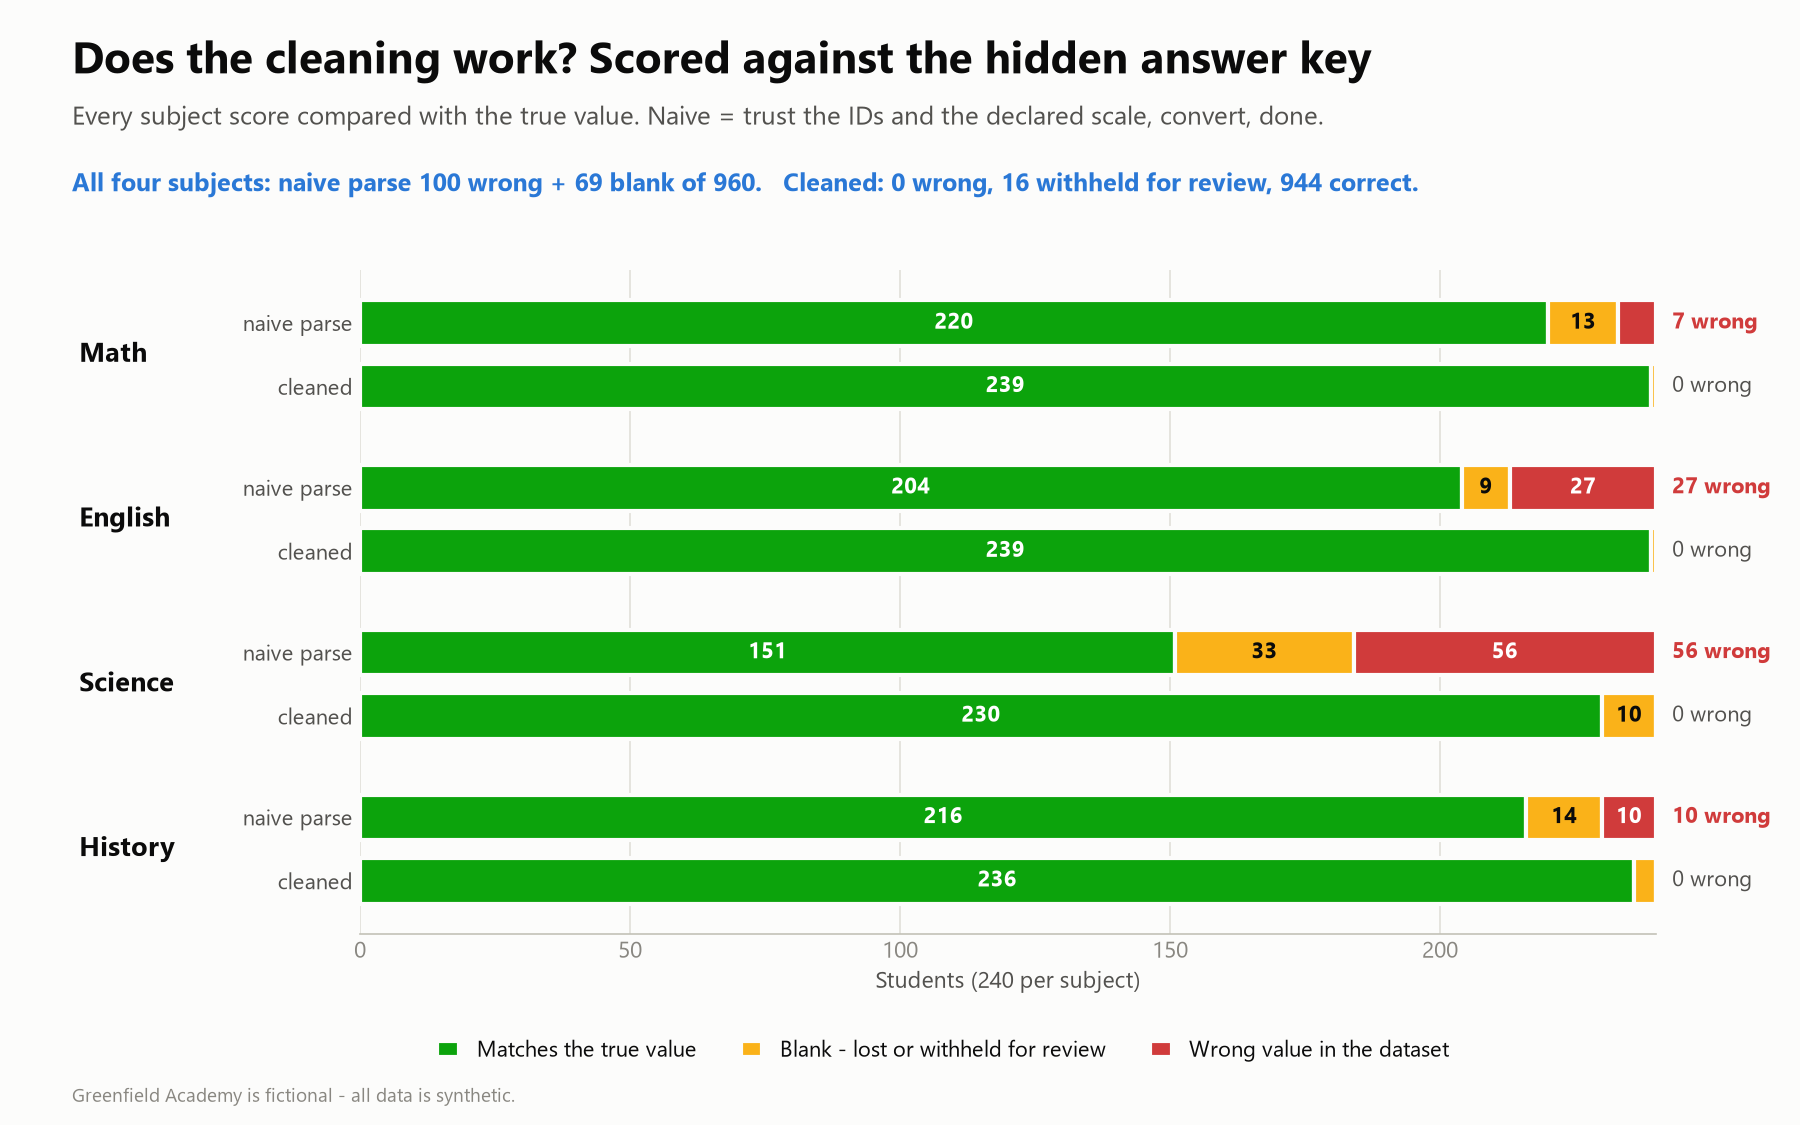 Does the cleaning work? Scored against the hidden answer key
Every subject score compared with the true value. Naive = trust the IDs and the declared scale, convert, done.
All four subjects: naive parse 100 wrong + 69 blank of 960.   Cleaned: 0 wrong, 16 withheld for review, 944 correct.
Math
naive parse 220 13 7 wrong
cleaned 239 0 wrong
English
naive parse 204 9 27 27 wrong
cleaned 239 0 wrong
Science
naive parse 151 33 56 56 wrong
cleaned 230 10 0 wrong
History
naive parse 216 14 10 10 wrong
cleaned 236 0 wrong
0 50 100 150 200
Students (240 per subject)
Matches the true value
Blank - lost or withheld for review
Wrong value in the dataset
Greenfield Academy is fictional - all data is synthetic.